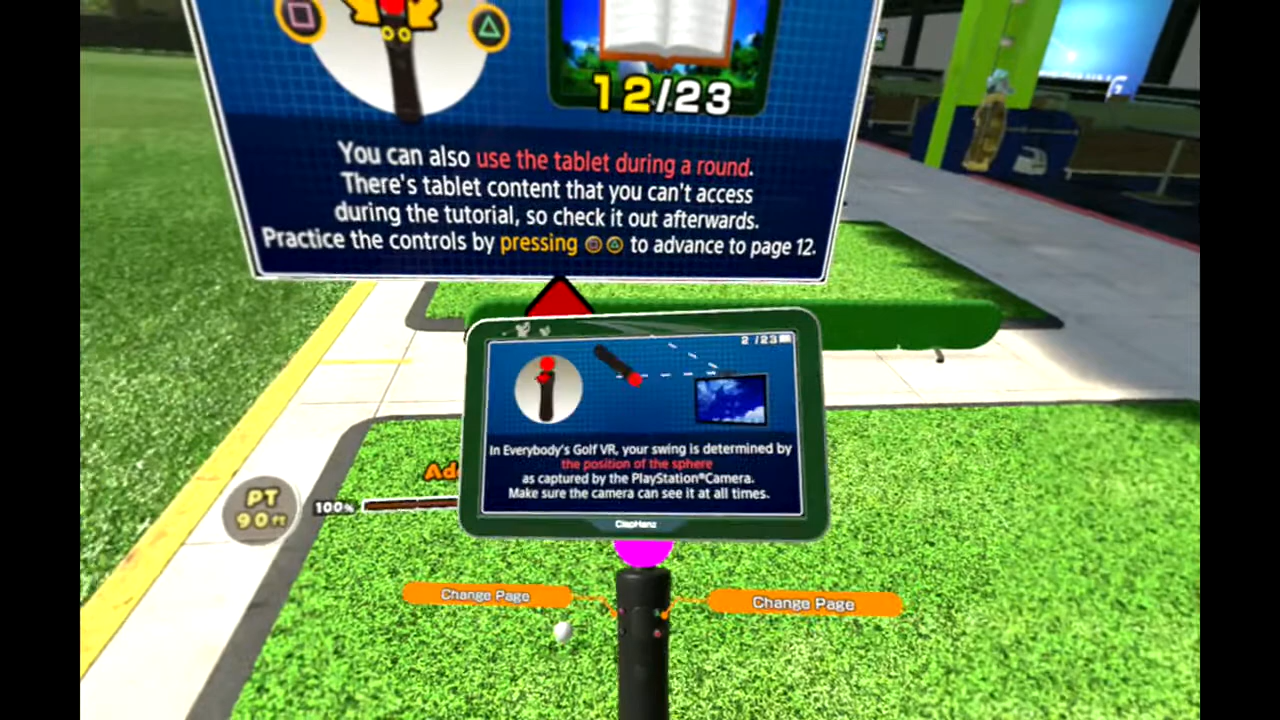 12/23
You can also use the tablet during a round.
There's tablet content that you can't access
during the tutorial, so check it out afterwards.
Practice the controls by pressing □△ to advance to page 12.
2/23
In Everybody's Golf VR, your swing is determined by
the position of the sphere
as captured by the PlayStation®Camera.
Make sure the camera can see it at all times.
ClapHanz
PT
90ft
100%
Change Page
Change Page